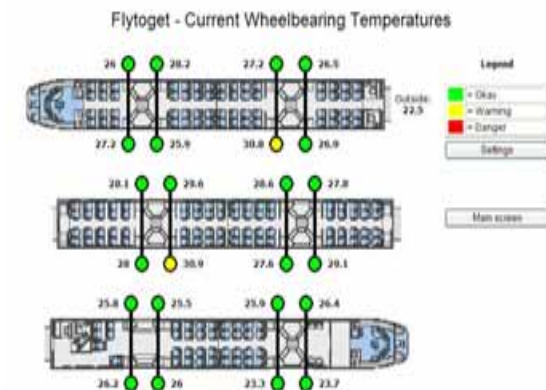 Flytoget - Current Wheelbearing Temperatures
26 28.2 27.2 26.5
Legend
= Okay
= Warning
= Danger
Outside:
22.5
Settings
27.2 25.9 30.8 26.9
28.1 29.6 28.6 27.8
Main screen
28 30.9 27.6 29.1
25.8 25.5 25.9 26.4
26.2 26 23.3 23.7